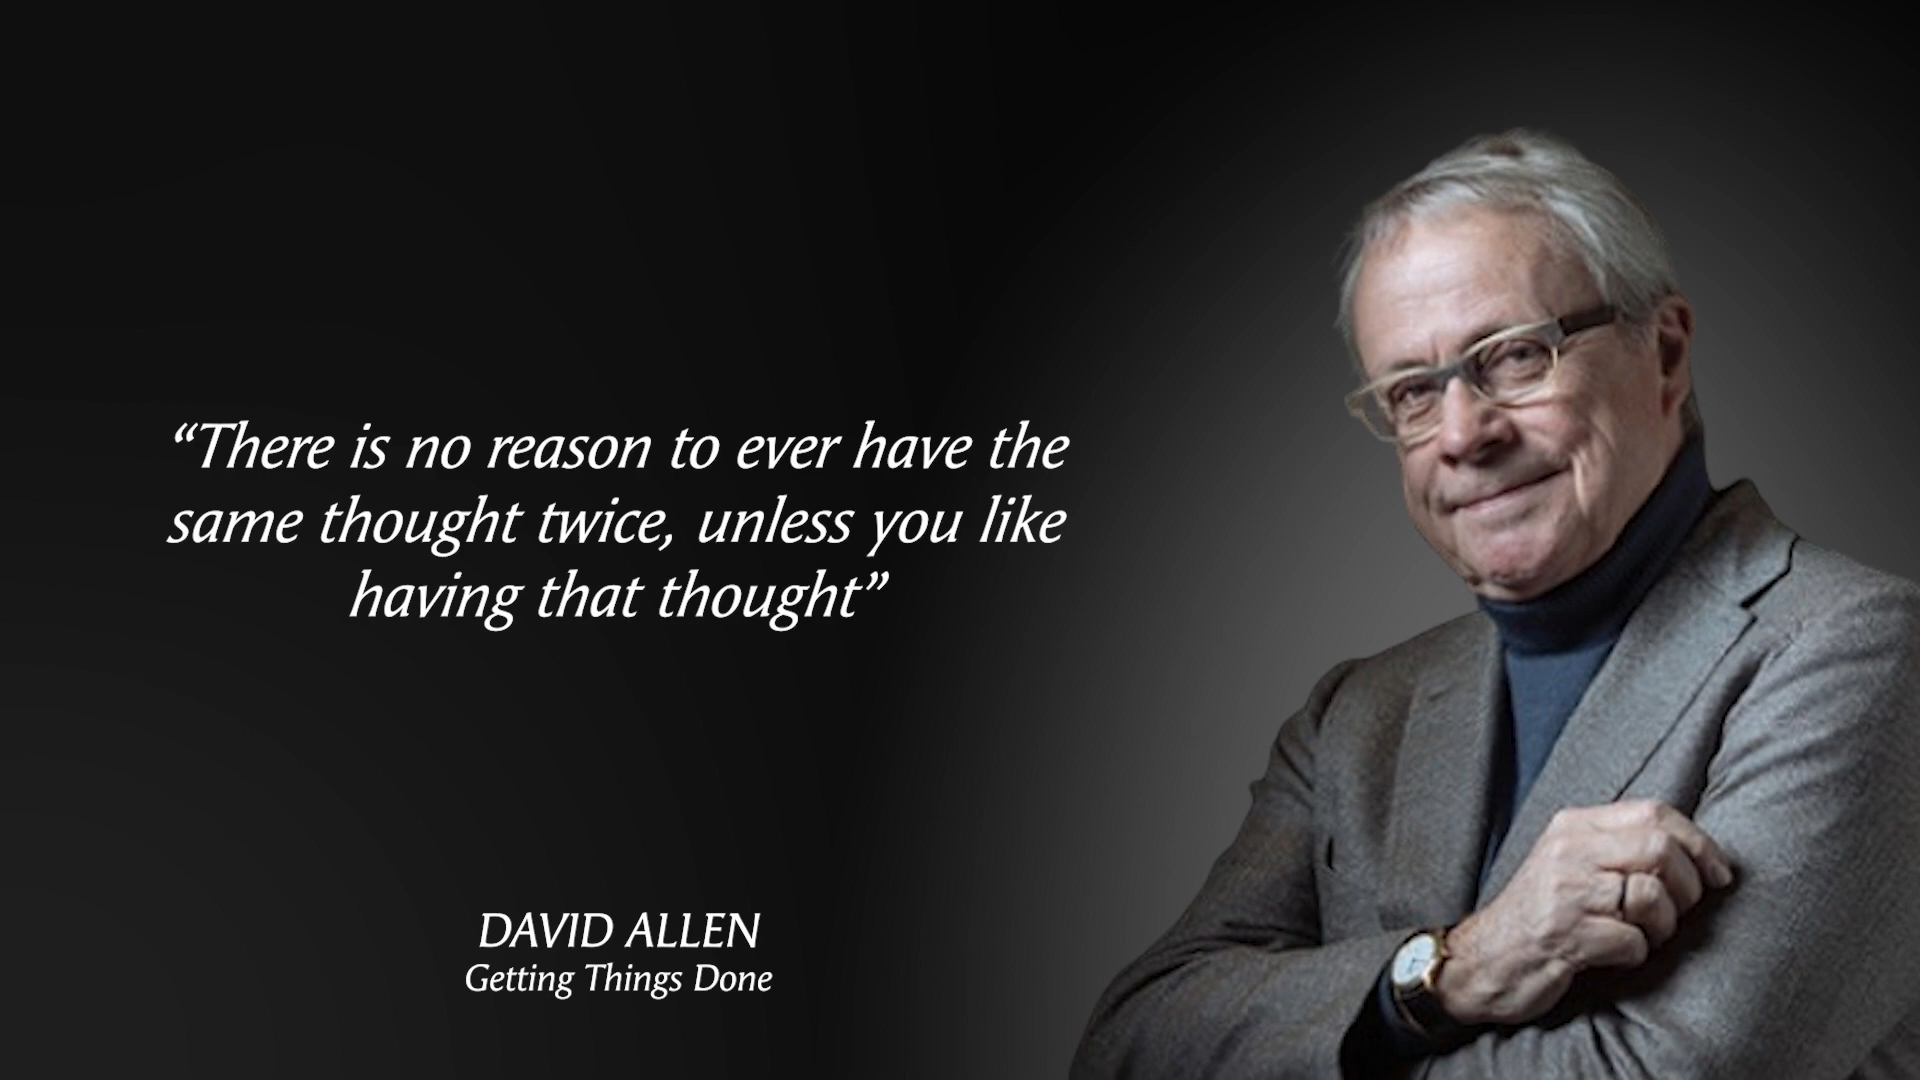 “There is no reason to ever have the
same thought twice, unless you like
having that thought”
DAVID ALLEN
Getting Things Done